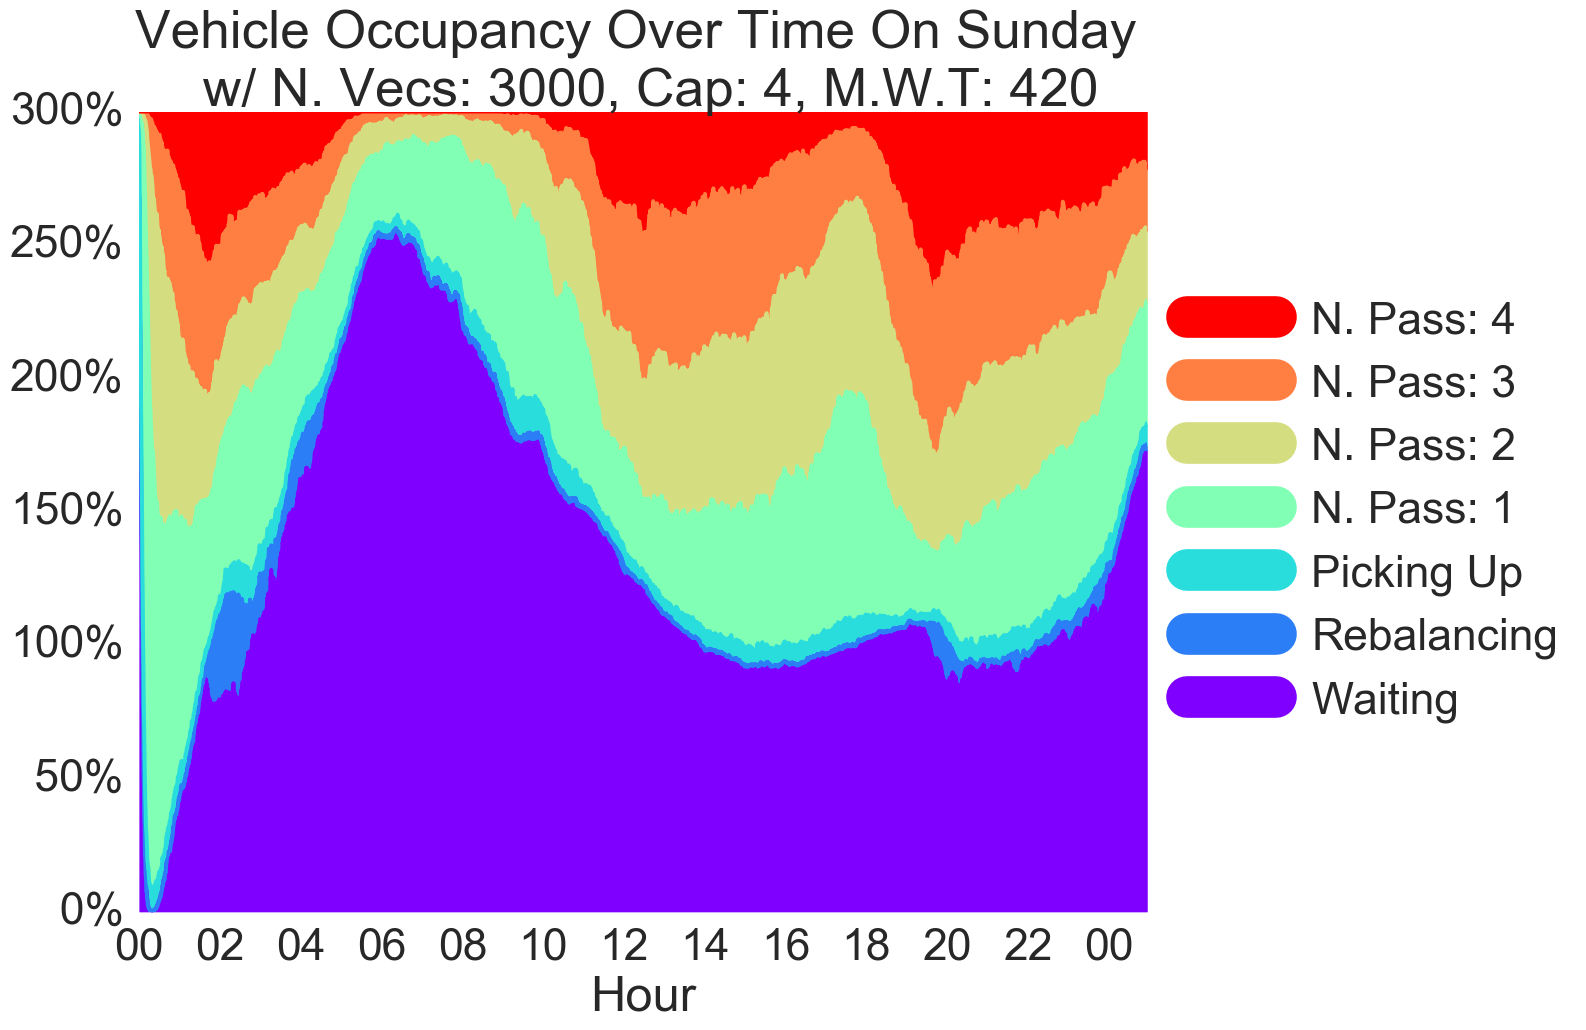 Vehicle Occupancy Over Time On Sunday
w/ N. Vecs: 3000, Cap: 4, M.W.T: 420
300%
250%
200%
150%
100%
50%
0%
00 02 04 06 08 10 12 14 16 18 20 22 00
Hour
N. Pass: 4
N. Pass: 3
N. Pass: 2
N. Pass: 1
Picking Up
Rebalancing
Waiting